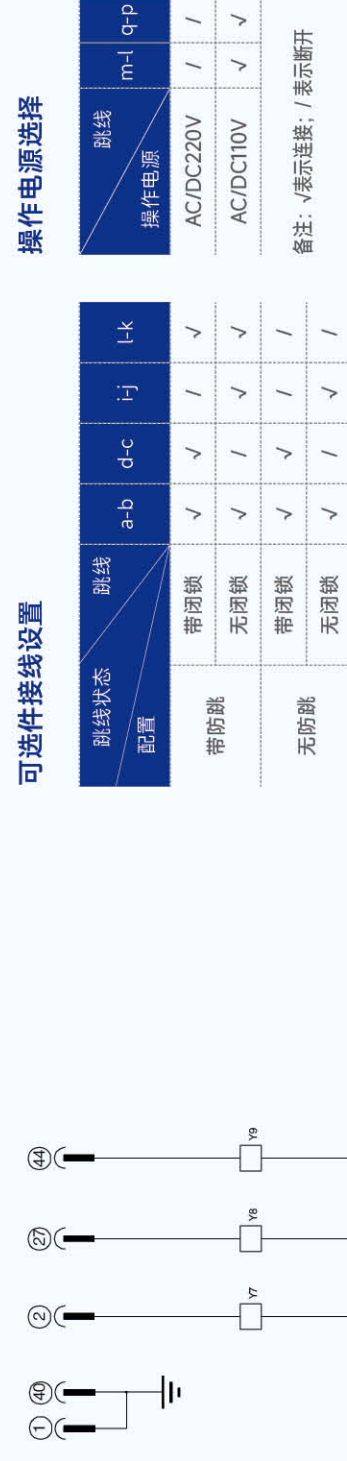 ① ㊵ ② ㉗ ㊹
Y7 Y8 Y9
可选件接线设置
跳线状态 跳线 a-b d-c i-j l-k
配置
带防跳 带闭锁 √ √ / √
无闭锁 √ / √ √
无防跳 带闭锁 √ √ / /
无闭锁 √ / √ /
操作电源选择
跳线 m-l q-p
操作电源
AC/DC220V / /
AC/DC110V √ √
备注：√表示连接；/ 表示断开